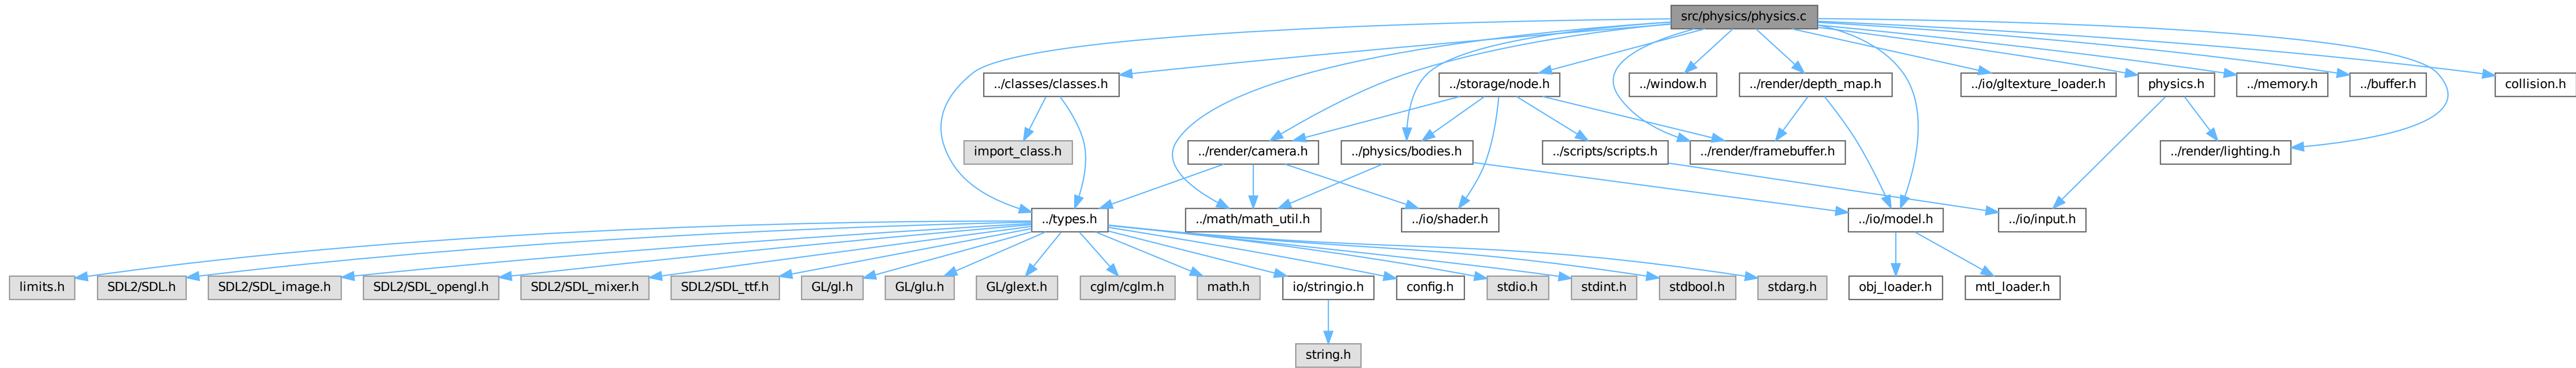 src/physics/physics.c
../classes/classes.h
../storage/node.h
../window.h
../render/depth_map.h
../io/gltexture_loader.h
physics.h
../memory.h
../buffer.h
collision.h
import_class.h
../render/camera.h
../physics/bodies.h
../scripts/scripts.h
../render/framebuffer.h
../render/lighting.h
../types.h
../math/math_util.h
../io/shader.h
../io/model.h
../io/input.h
limits.h
SDL2/SDL.h
SDL2/SDL_image.h
SDL2/SDL_opengl.h
SDL2/SDL_mixer.h
SDL2/SDL_ttf.h
GL/gl.h
GL/glu.h
GL/glext.h
cglm/cglm.h
math.h
io/stringio.h
config.h
stdio.h
stdint.h
stdbool.h
stdarg.h
obj_loader.h
mtl_loader.h
string.h